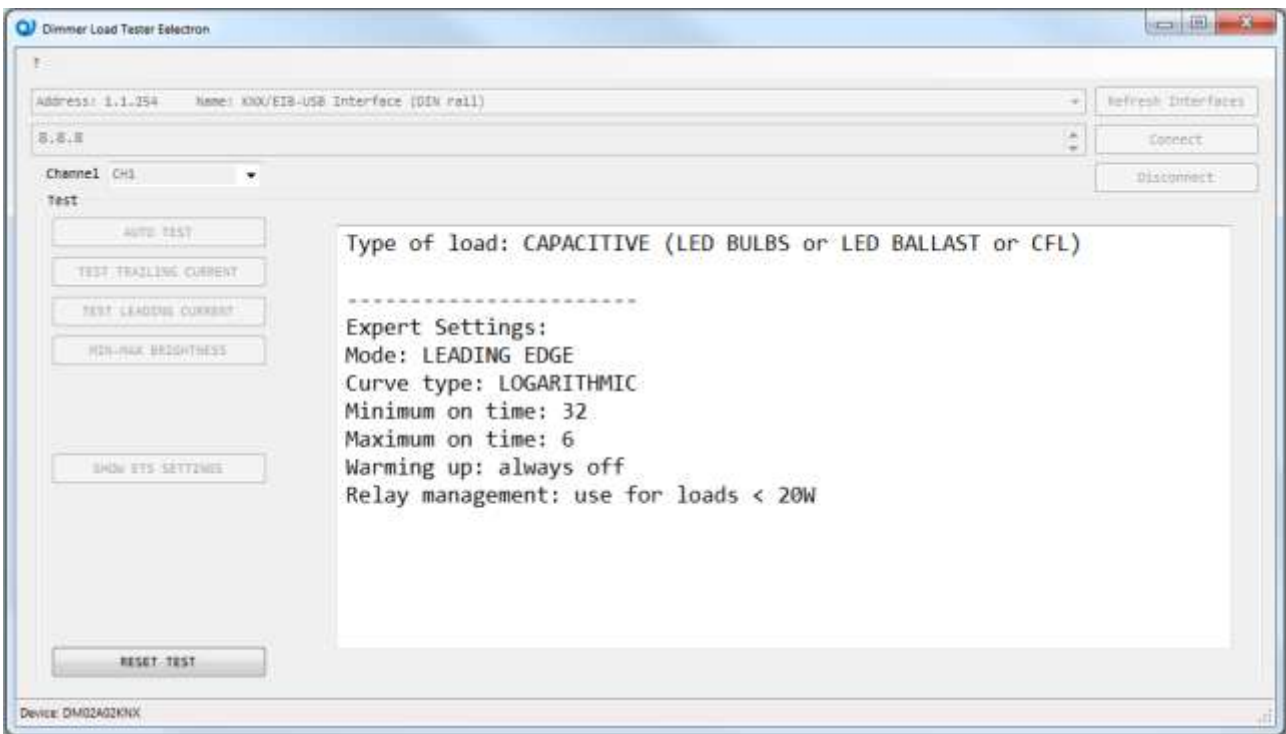 Dimmer Load Tester Eelectron
?
Address: 1.1.254 Name: KNX/EIB-USB Interface (DIN rail)
Refresh Interfaces
8.8.8
Connect
Channel CH1
Disconnect
Test
AUTO TEST
TEST TRAILING CURRENT
TEST LEADING CURRENT
MIN-MAX BRIGHTNESS
SHOW ETS SETTINGS
RESET TEST
Type of load: CAPACITIVE (LED BULBS or LED BALLAST or CFL)
------------------------
Expert Settings:
Mode: LEADING EDGE
Curve type: LOGARITHMIC
Minimum on time: 32
Maximum on time: 6
Warming up: always off
Relay management: use for loads < 20W
Device: DM02A02KNX